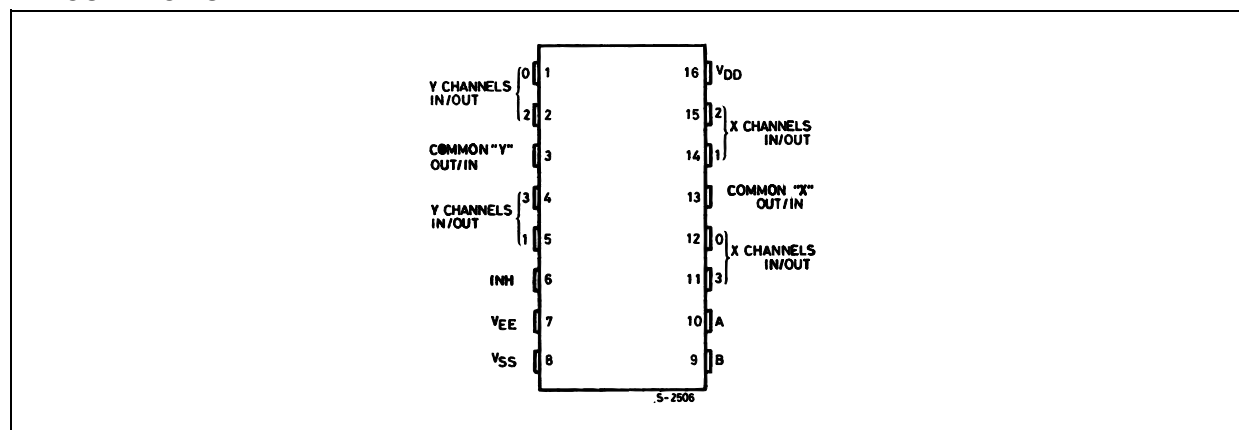 0 1
Y CHANNELS
IN/OUT
2 2
COMMON "Y"
OUT/IN
3
3 4
Y CHANNELS
IN/OUT
1 5
INH 6
VEE 7
VSS 8
16 VDD
15 2
X CHANNELS
IN/OUT
14 1
13 COMMON "X"
OUT/IN
12 0
X CHANNELS
IN/OUT
11 3
10 A
9 B
S-2506